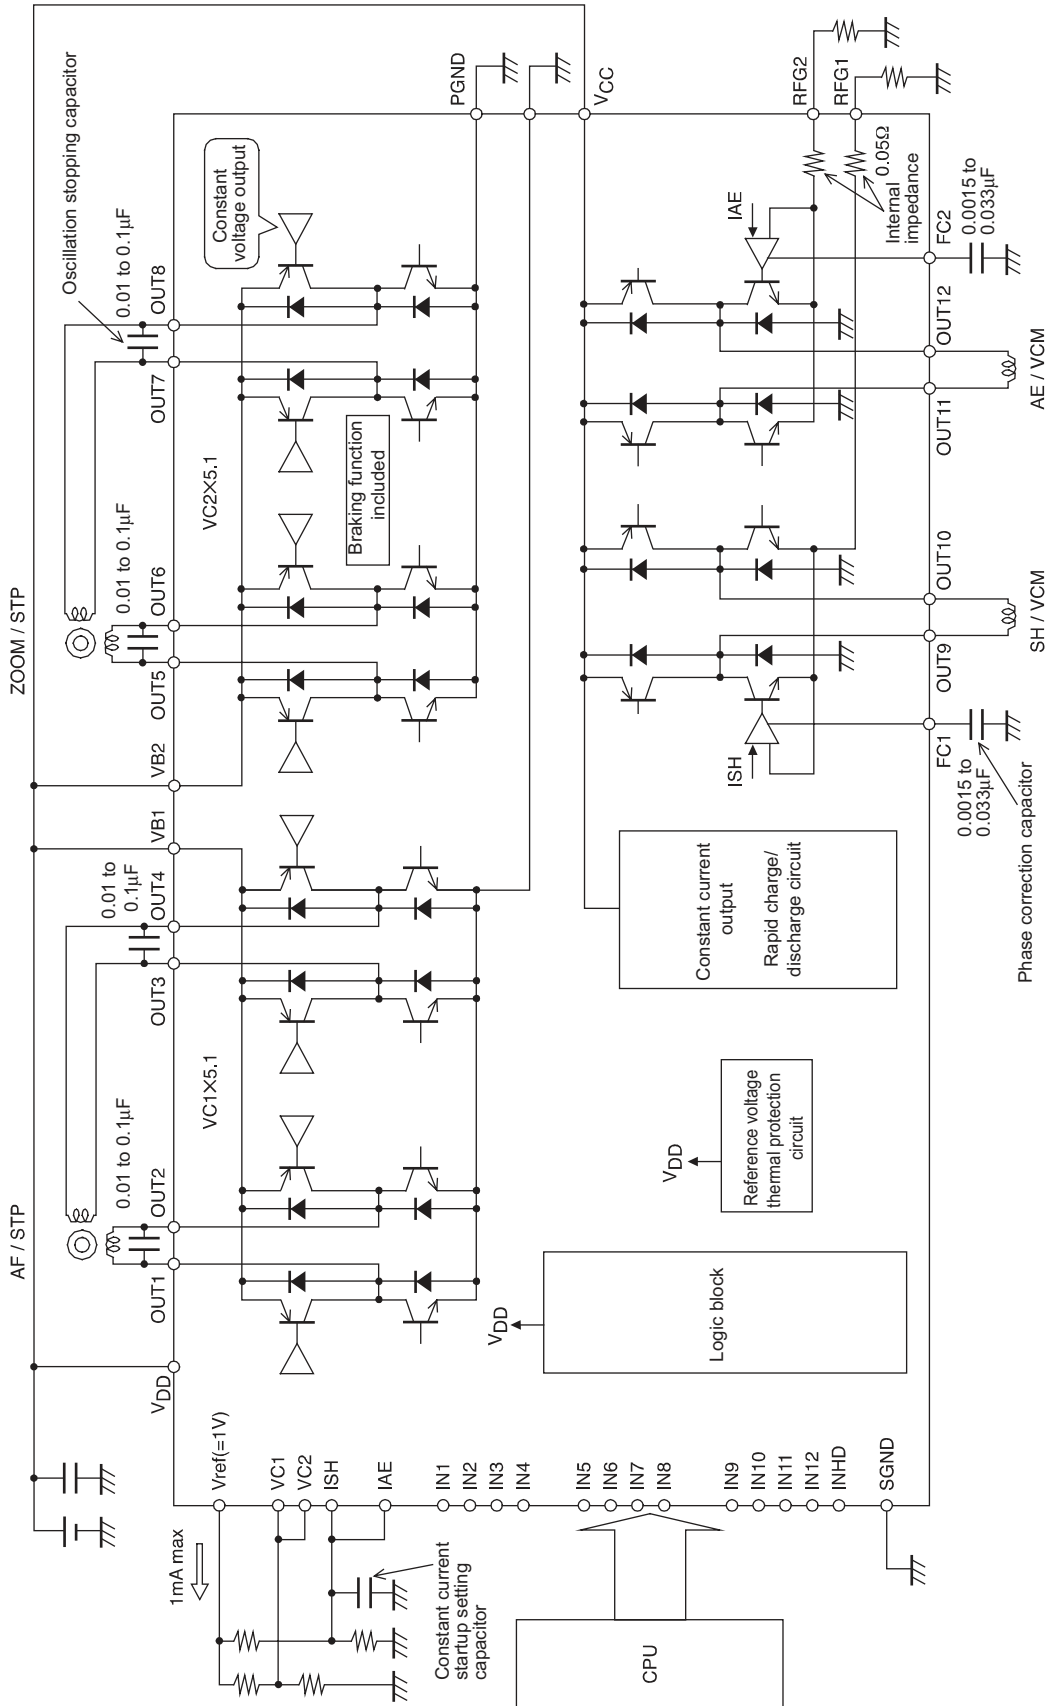 AF / STP
ZOOM / STP
Oscillation stopping capacitor
0.01 to 0.1µF
0.01 to
0.1µF
0.01 to 0.1µF
0.01 to 0.1µF
VDD
OUT1
OUT2
OUT3
OUT4
VB1
VB2
OUT5
OUT6
OUT7
OUT8
1mA max
Vref(=1V)
VC1
VC2
ISH
IAE
IN1
IN2
IN3
IN4
IN5
IN6
IN7
IN8
IN9
IN10
IN11
IN12
INHD
SGND
VC1X5.1
VC2X5.1
Constant
voltage output
Braking function
included
PGND
VCC
RFG2
RFG1
Constant current
startup setting
capacitor
CPU
VDD
Logic block
VDD
Reference voltage
thermal protection
circuit
Constant current
output
Rapid charge/
discharge circuit
ISH
IAE
0.05Ω
Internal
impedance
FC1
OUT9
OUT10
OUT11
OUT12
FC2
0.0015 to
0.033µF
Phase correction capacitor
SH / VCM
AE / VCM
0.0015 to
0.033µF